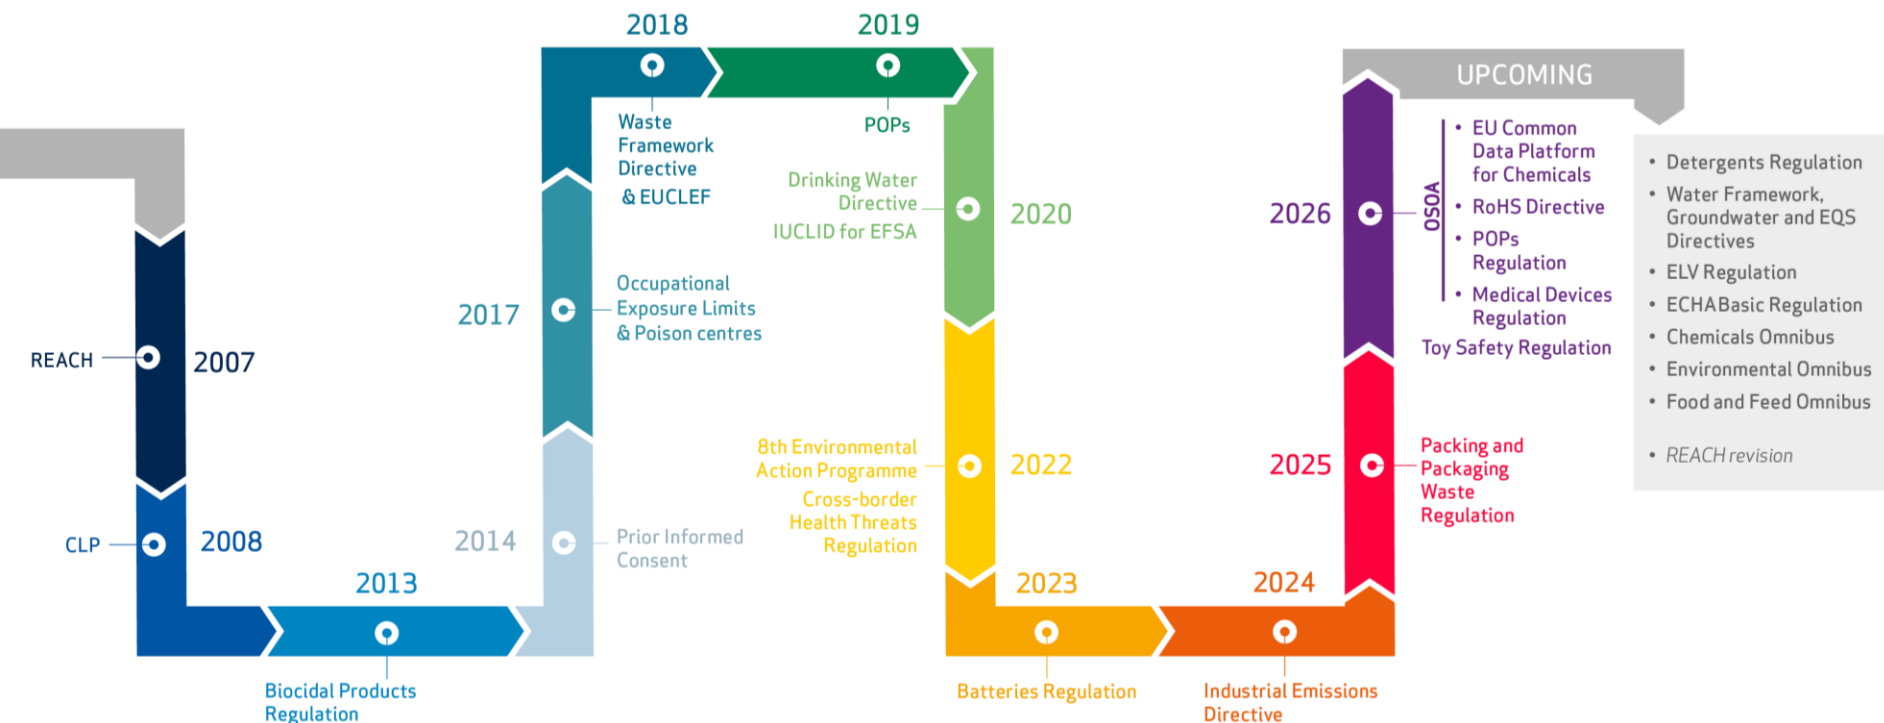 REACH
2007
CLP
2008
2013
Biocidal Products
Regulation
2014
Prior Informed
Consent
2017
Occupational
Exposure Limits
& Poison centres
2018
Waste
Framework
Directive
& EUCLEF
2019
POPs
Drinking Water
Directive
IUCLID for EFSA
2020
8th Environmental
Action Programme
Cross-border
Health Threats
Regulation
2022
2023
Batteries Regulation
2024
Industrial Emissions
Directive
2025
Packing and
Packaging
Waste
Regulation
2026
OSOA
• EU Common
Data Platform
for Chemicals
• RoHS Directive
• POPs
Regulation
• Medical Devices
Regulation
Toy Safety Regulation
UPCOMING
• Detergents Regulation
• Water Framework,
Groundwater and EQS
Directives
• ELV Regulation
• ECHABasic Regulation
• Chemicals Omnibus
• Environmental Omnibus
• Food and Feed Omnibus
• REACH revision